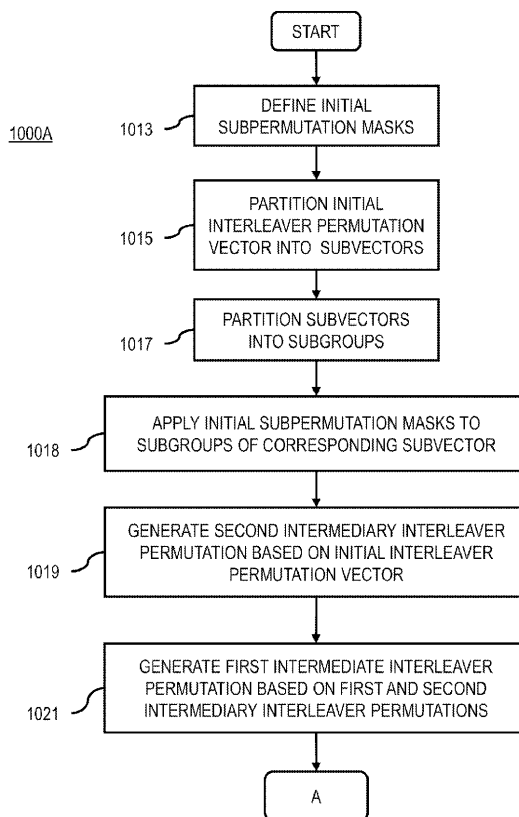 START
1000A
1013
DEFINE INITIAL
SUBPERMUTATION MASKS
1015
PARTITION INITIAL
INTERLEAVER PERMUTATION
VECTOR INTO SUBVECTORS
1017
PARTITION SUBVECTORS
INTO SUBGROUPS
1018
APPLY INITIAL SUBPERMUTATION MASKS TO
SUBGROUPS OF CORRESPONDING SUBVECTOR
1019
GENERATE SECOND INTERMEDIARY INTERLEAVER
PERMUTATION BASED ON INITIAL INTERLEAVER
PERMUTATION VECTOR
1021
GENERATE FIRST INTERMEDIATE INTERLEAVER
PERMUTATION BASED ON FIRST AND SECOND
INTERMEDIARY INTERLEAVER PERMUTATIONS
A